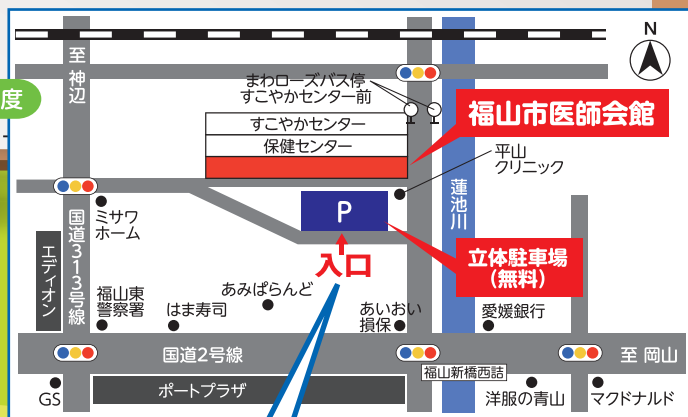 N
至
神
辺
度
まわローズバス停
すこやかセンター前
すこやかセンター
保健センター
福山市医師会館
平山
クリニック
蓮池川
P
ミサワ
ホーム
国道313号線
エディオン
入口
立体駐車場
(無料)
福山東
警察署
はま寿司
あみぱらんど
あいおい
損保
愛媛銀行
国道2号線
至 岡山
福山新橋西詰
GS
ポートプラザ
洋服の青山
マクドナルド